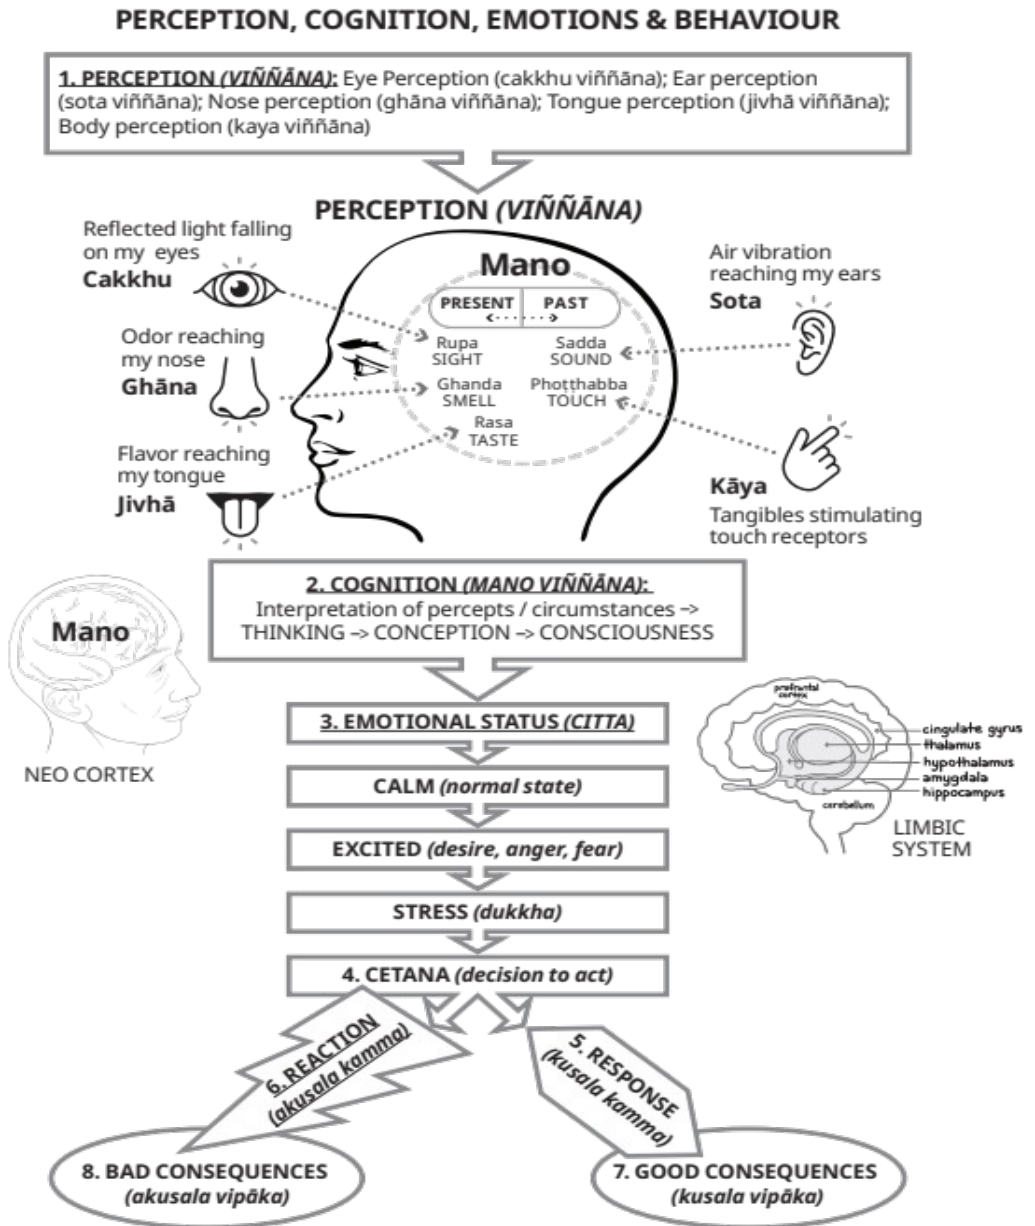 PERCEPTION, COGNITION, EMOTIONS & BEHAVIOUR
1. PERCEPTION (VIÑÑĀNA): Eye Perception (cakkhu viññāna); Ear perception
(sota viññāna); Nose perception (ghāna viññāna); Tongue perception (jivhā viññāna);
Body perception (kaya viññāna)
PERCEPTION (VIÑÑĀNA)
Reflected light falling
on my eyes
Cakkhu
Odor reaching
my nose
Ghāna
Flavor reaching
my tongue
Jivhā
Mano
PRESENT PAST
Rupa
SIGHT
Sadda
SOUND
Ghanda
SMELL
Photthabba
TOUCH
Rasa
TASTE
Air vibration
reaching my ears
Sota
Kāya
Tangibles stimulating
touch receptors
2. COGNITION (MANO VIÑÑĀNA):
Interpretation of percepts / circumstances –>
THINKING –> CONCEPTION –> CONSCIOUSNESS
Mano
NEO CORTEX
3. EMOTIONAL STATUS (CITTA)
CALM (normal state)
EXCITED (desire, anger, fear)
STRESS (dukkha)
4. CETANA (decision to act)
prefrontal
cortex
cingulate gyrus
thalamus
hypothalamus
amygdala
hippocampus
cerebellum
LIMBIC
SYSTEM
6. REACTION
(akusala kamma)
5. RESPONSE
(kusala kamma)
8. BAD CONSEQUENCES
(akusala vipāka)
7. GOOD CONSEQUENCES
(kusala vipāka)